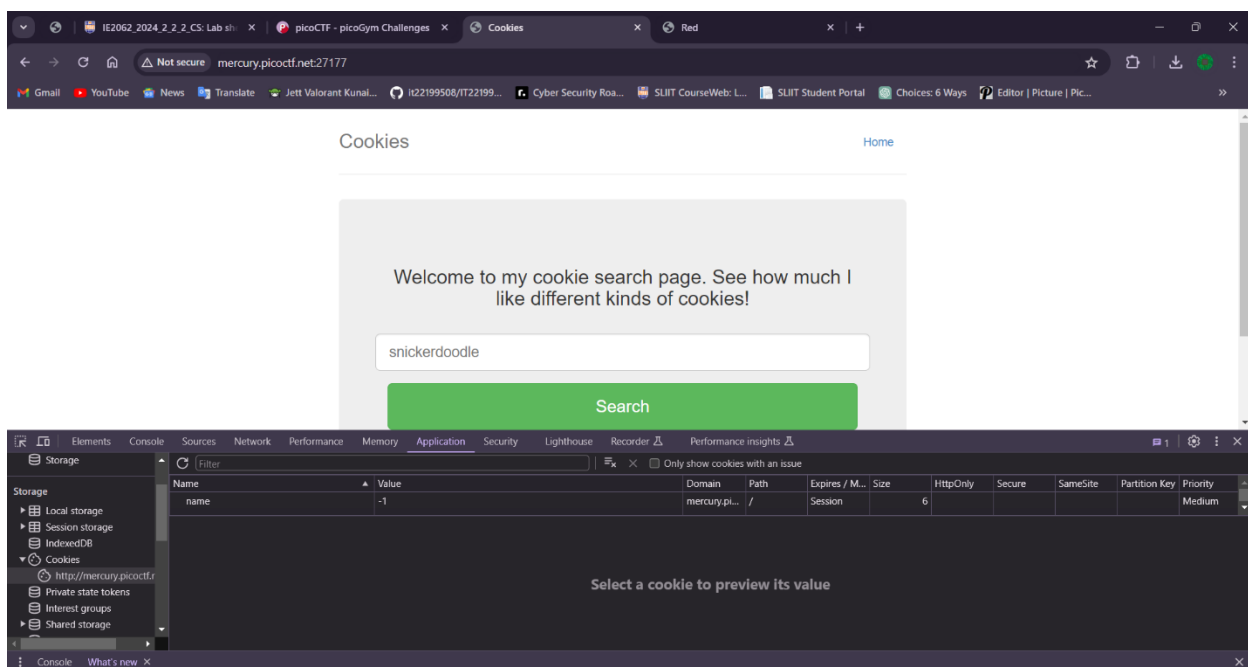 IE2062_2024_2_2_2_CS: Lab sh
picoCTF - picoGym Challenges
Cookies
Red
Not secure mercury.picoctf.net:27177
Gmail YouTube News Translate Jett Valorant Kunai... it22199508/IT22199... Cyber Security Roa... SLIIT CourseWeb: L... SLIIT Student Portal Choices: 6 Ways Editor | Picture | Pic...
Cookies
Home
Welcome to my cookie search page. See how much I
like different kinds of cookies!
snickerdoodle
Search
Elements Console Sources Network Performance Memory Application Security Lighthouse Recorder Performance insights 1
Storage
Filter
Only show cookies with an issue
Name Value Domain Path Expires / M... Size HttpOnly Secure SameSite Partition Key Priority
name -1 mercury.pi... / Session 6 Medium
Storage
Local storage
Session storage
IndexedDB
Cookies
http://mercury.picoctf.r
Private state tokens
Interest groups
Shared storage
Select a cookie to preview its value
Console What's new